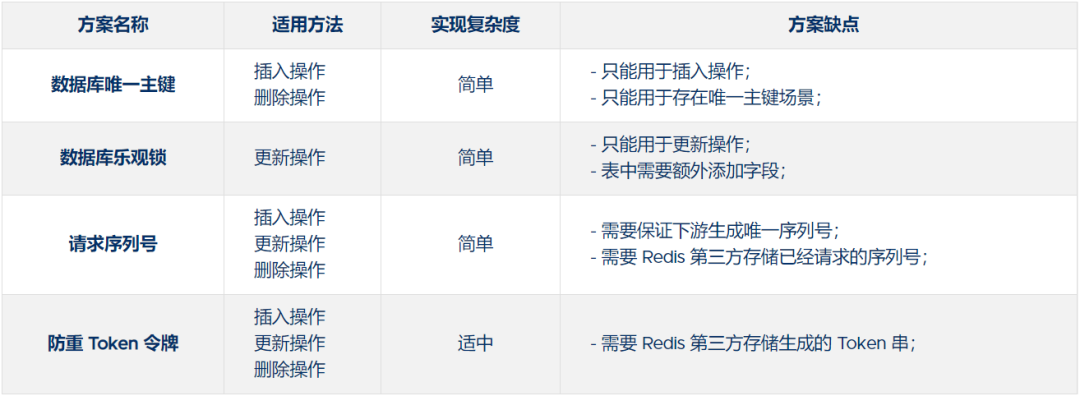 方案名称
适用方法
实现复杂度
方案缺点
数据库唯一主键
插入操作
删除操作
简单
- 只能用于插入操作；
- 只能用于存在唯一主键场景；
数据库乐观锁
更新操作
简单
- 只能用于更新操作；
- 表中需要额外添加字段；
请求序列号
插入操作
更新操作
删除操作
简单
- 需要保证下游生成唯一序列号；
- 需要 Redis 第三方存储已经请求的序列号；
防重 Token 令牌
插入操作
更新操作
删除操作
适中
- 需要 Redis 第三方存储生成的 Token 串；